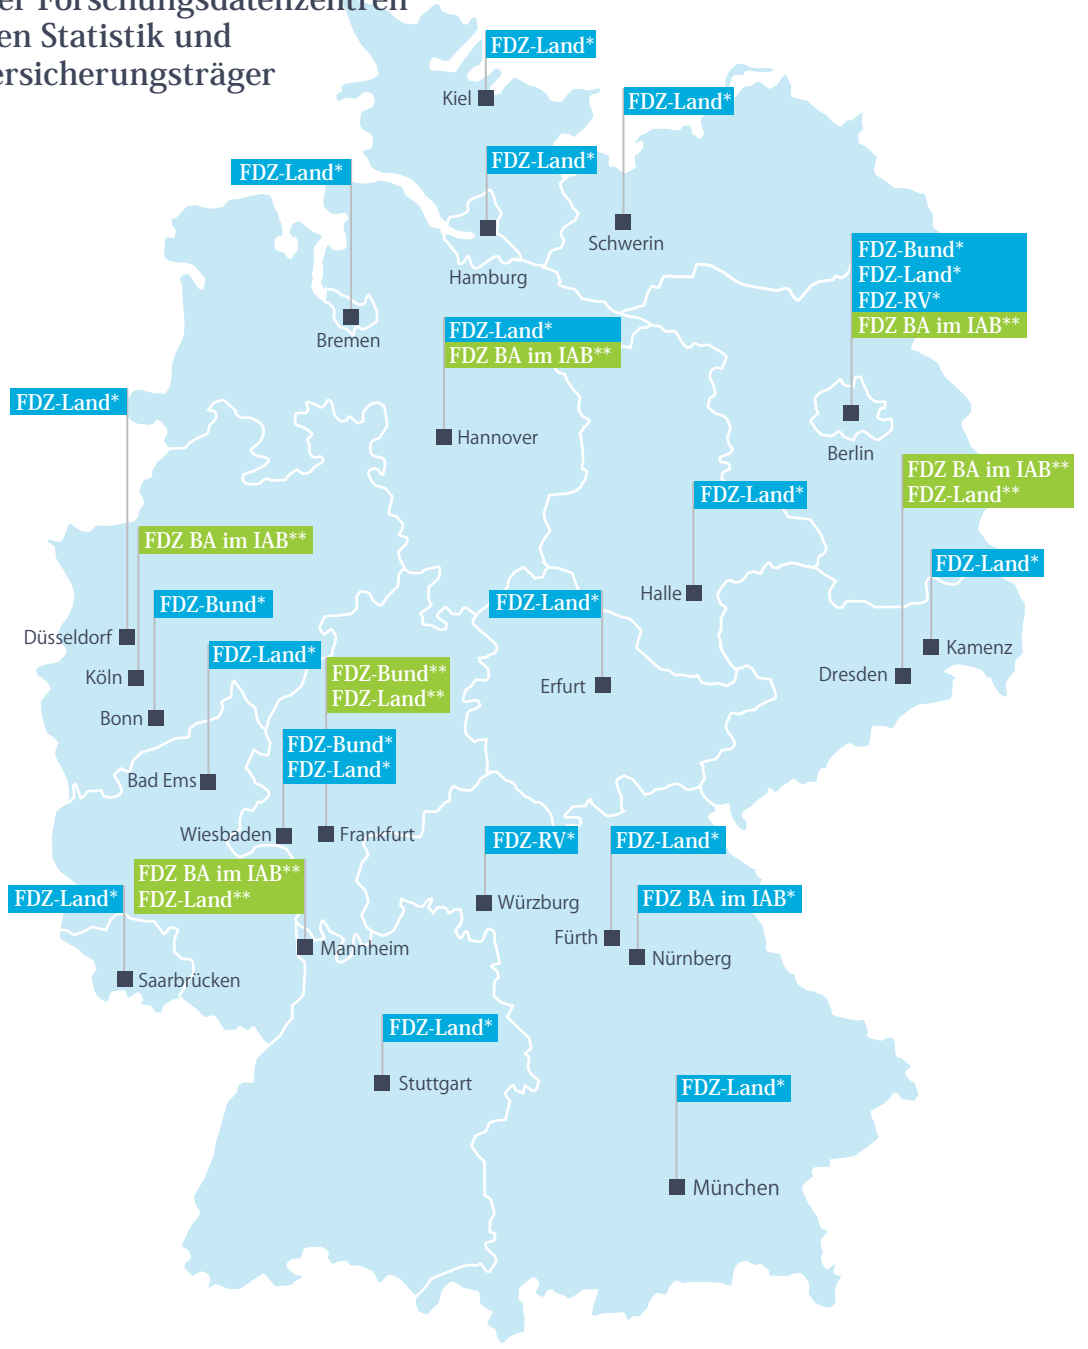 er Forschungsdatenzentren
en Statistik und
ersicherungsträger
FDZ-Land*
Kiel
FDZ-Land*
FDZ-Land*
FDZ-Land*
Schwerin
Hamburg
FDZ-Bund*
FDZ-Land*
FDZ-RV*
FDZ BA im IAB**
Bremen
FDZ-Land*
FDZ BA im IAB**
FDZ-Land*
Hannover
Berlin
FDZ BA im IAB**
FDZ-Land**
FDZ-Land*
FDZ BA im IAB**
FDZ-Land*
FDZ-Bund*
FDZ-Land*
Halle
Düsseldorf
Köln
Bonn
FDZ-Land*
FDZ-Bund**
FDZ-Land**
Erfurt
Dresden
Kamenz
FDZ-Bund*
FDZ-Land*
Bad Ems
Wiesbaden
Frankfurt
FDZ-RV*
FDZ-Land*
FDZ BA im IAB**
FDZ-Land**
FDZ-Land*
FDZ BA im IAB*
Würzburg
Fürth
Nürnberg
Mannheim
Saarbrücken
FDZ-Land*
Stuttgart
FDZ-Land*
München